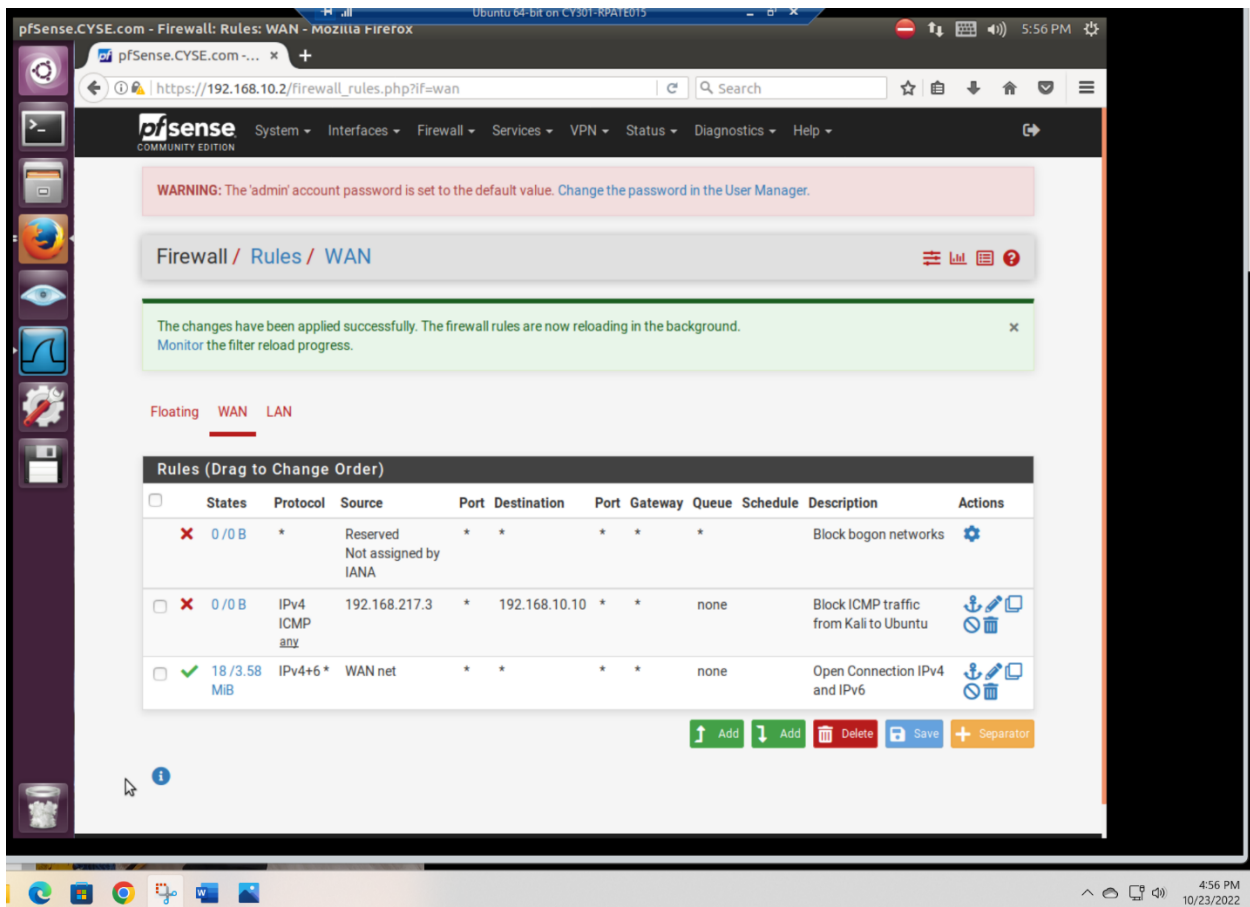 Ubuntu 64-bit on CY301-RPATE015
pfSense.CYSE.com - Firewall: Rules: WAN - Mozilla Firefox
5:56 PM
pfSense.CYSE.com -...
https://192.168.10.2/firewall_rules.php?if=wan
Search
pfsense
COMMUNITY EDITION
System Interfaces Firewall Services VPN Status Diagnostics Help
WARNING: The 'admin' account password is set to the default value. Change the password in the User Manager.
Firewall / Rules / WAN
The changes have been applied successfully. The firewall rules are now reloading in the background.
Monitor the filter reload progress.
Floating WAN LAN
Rules (Drag to Change Order)
States Protocol Source Port Destination Port Gateway Queue Schedule Description Actions
0 /0 B * Reserved * * * * * Block bogon networks
Not assigned by
IANA
0 /0 B IPv4 192.168.217.3 * 192.168.10.10 * * none Block ICMP traffic
ICMP from Kali to Ubuntu
any
18 /3.58 IPv4+6 * WAN net * * * * none Open Connection IPv4
MiB and IPv6
Add Add Delete Save Separator
4:56 PM
10/23/2022